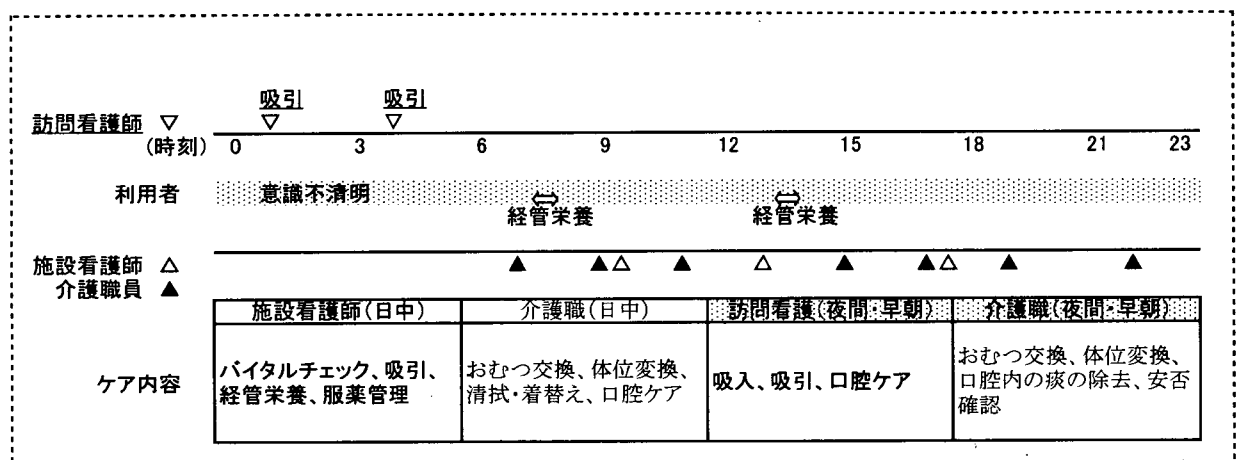 吸引 吸引
訪問看護師 ▽ ▽ ▽
(時刻) 0 3 6 9 12 15 18 21 23
利用者 意識不清明
経管栄養 経管栄養
施設看護師 △
介護職員 ▲
施設看護師(日中) 介護職(日中) 訪問看護(夜間・早朝) 介護職(夜間・早朝)
ケア内容
バイタルチェック、吸引、
経管栄養、服薬管理
おむつ交換、体位変換、
清拭・着替え、口腔ケア
吸入、吸引、口腔ケア
おむつ交換、体位変換、
口腔内の痰の除去、安否
確認